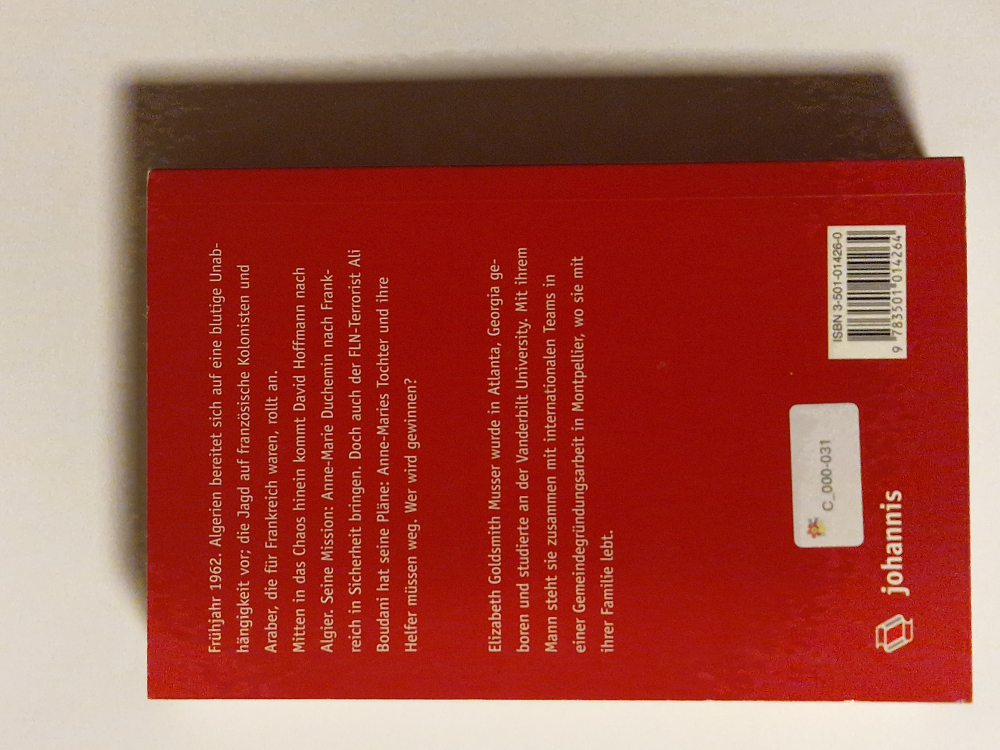 Frühjahr 1962. Algerien bereitet sich auf eine blutige Unab-
hängigkeit vor; die Jagd auf französische Kolonisten und
Araber, die für Frankreich waren, rollt an.
Mitten in das Chaos hinein kommt David Hoffmann nach
Algier. Seine Mission: Anne-Marie Duchemin nach Frank-
reich in Sicherheit bringen. Doch auch der FLN-Terrorist Ali
Boudani hat seine Pläne: Anne-Maries Tochter und ihre
Helfer müssen weg. Wer wird gewinnen?
Elizabeth Goldsmith Musser wurde in Atlanta, Georgia ge-
boren und studierte an der Vanderbilt University. Mit ihrem
Mann steht sie zusammen mit internationalen Teams in
einer Gemeindegründungsarbeit in Montpellier, wo sie mit
ihrer Familie lebt.
johannis
C_000-031
ISBN 3-501-01426-0
9 783501 014264